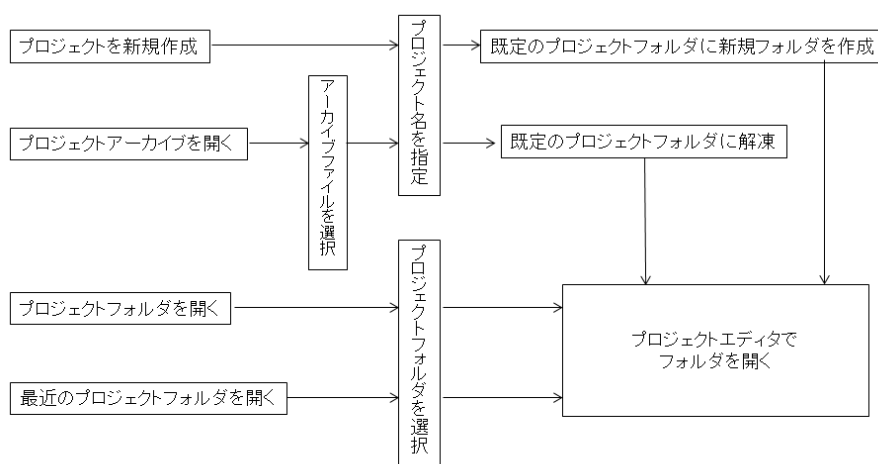 プロジェクトを新規作成
プロジェクト名を指定
既定のプロジェクトフォルダに新規フォルダを作成
プロジェクトアーカイブを開く
アーカイブファイルを選択
既定のプロジェクトフォルダに解凍
プロジェクトフォルダを開く
プロジェクトフォルダを選択
プロジェクトエディタで
フォルダを開く
最近のプロジェクトフォルダを開く